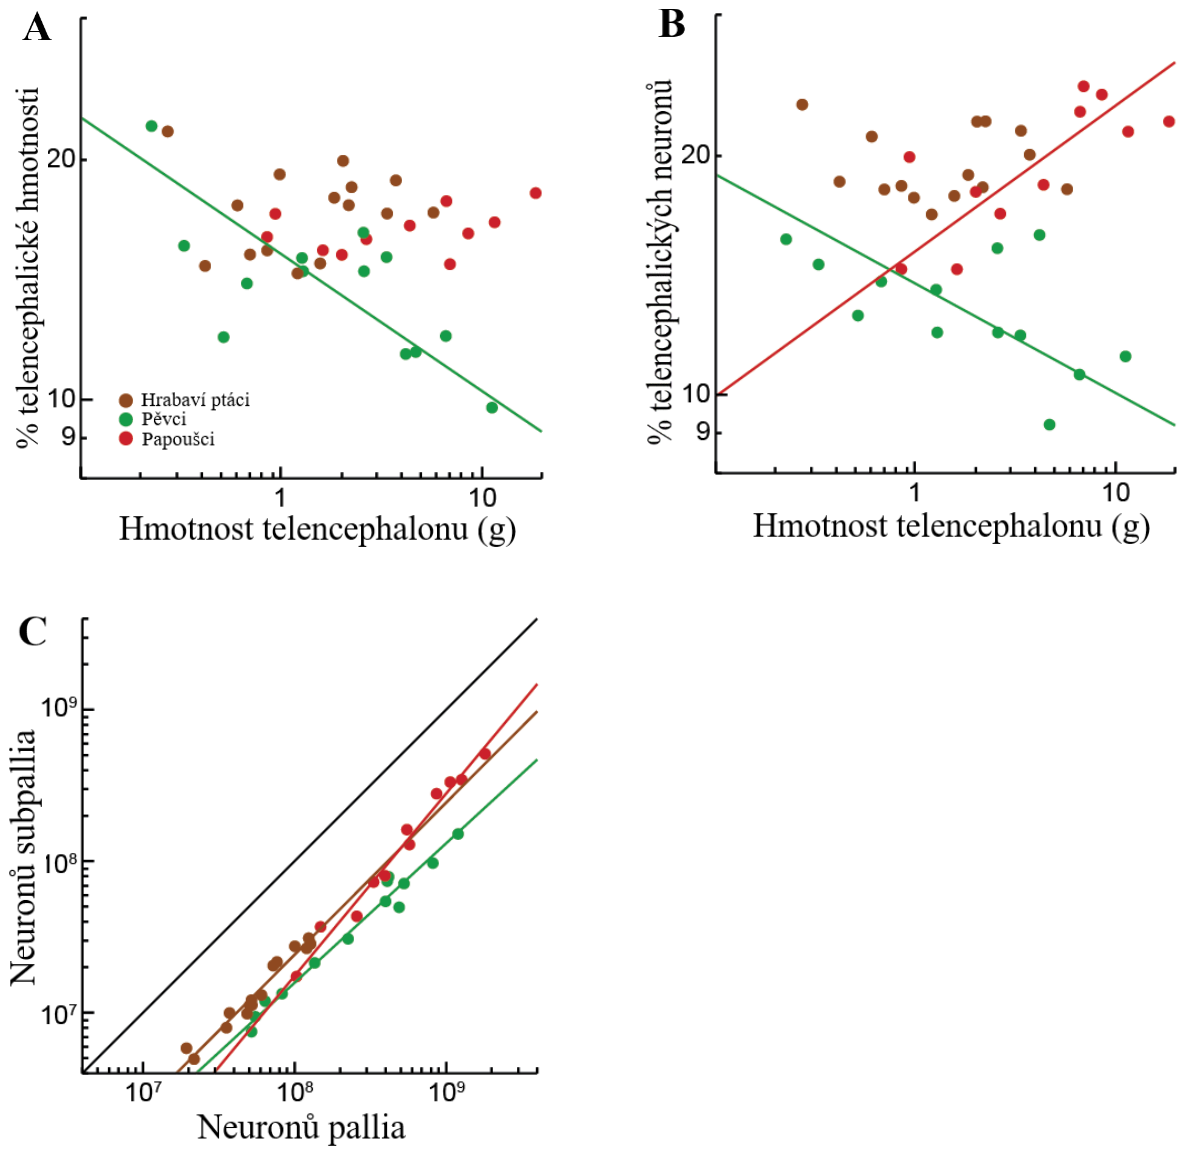 A
% telencephalické hmotnosti
20
10
9
Hrabaví ptáci
Pěvci
Papoušci
1
10
Hmotnost telencephalonu (g)
B
% telencephalických neuronů
20
10
9
1
10
Hmotnost telencephalonu (g)
C
Neuronů subpallia
10⁹
10⁸
10⁷
10⁷
10⁸
10⁹
Neuronů pallia